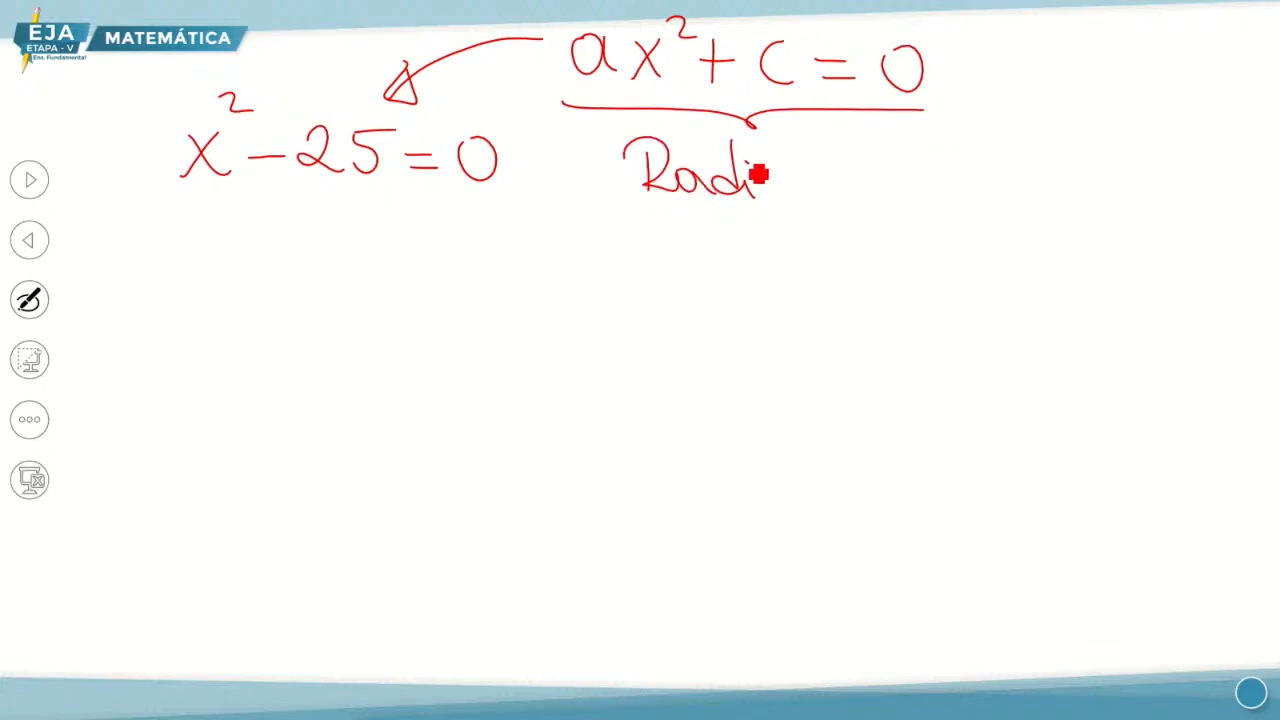 EJA
ETAPA - V
Ens. Fundamental
MATEMÁTICA
ax² + c = 0
x² - 25 = 0
Radi